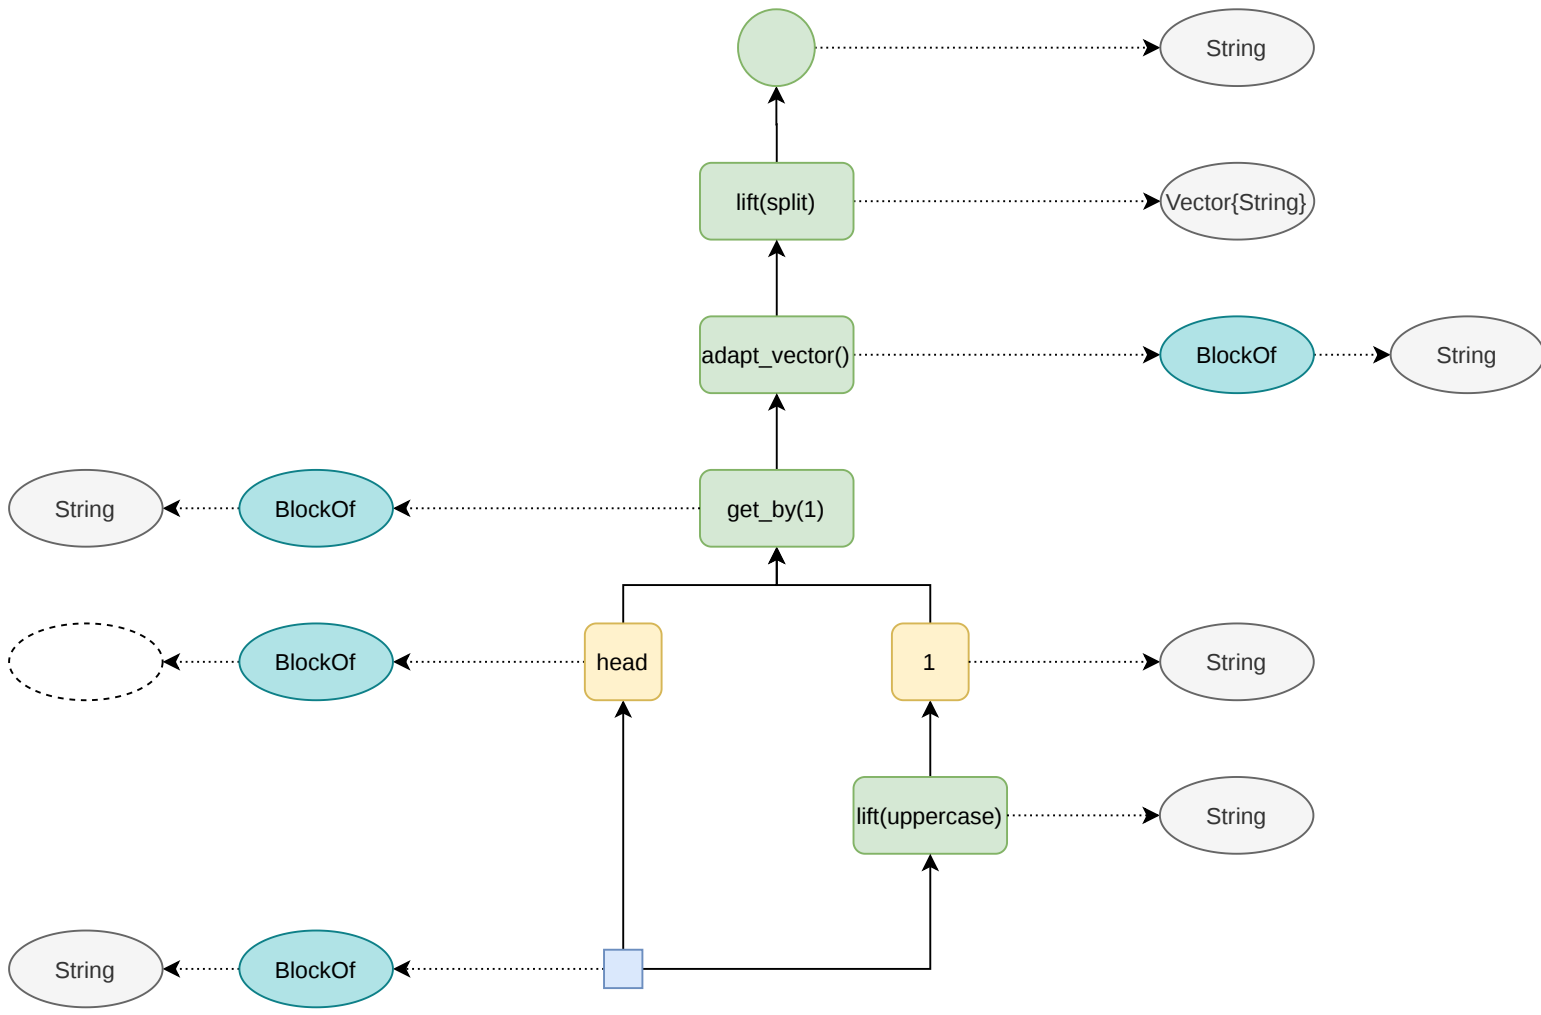 String
lift(split)
Vector{String}
adapt_vector()
BlockOf
String
String
BlockOf
get_by(1)
BlockOf
head
1
String
lift(uppercase)
String
String
BlockOf